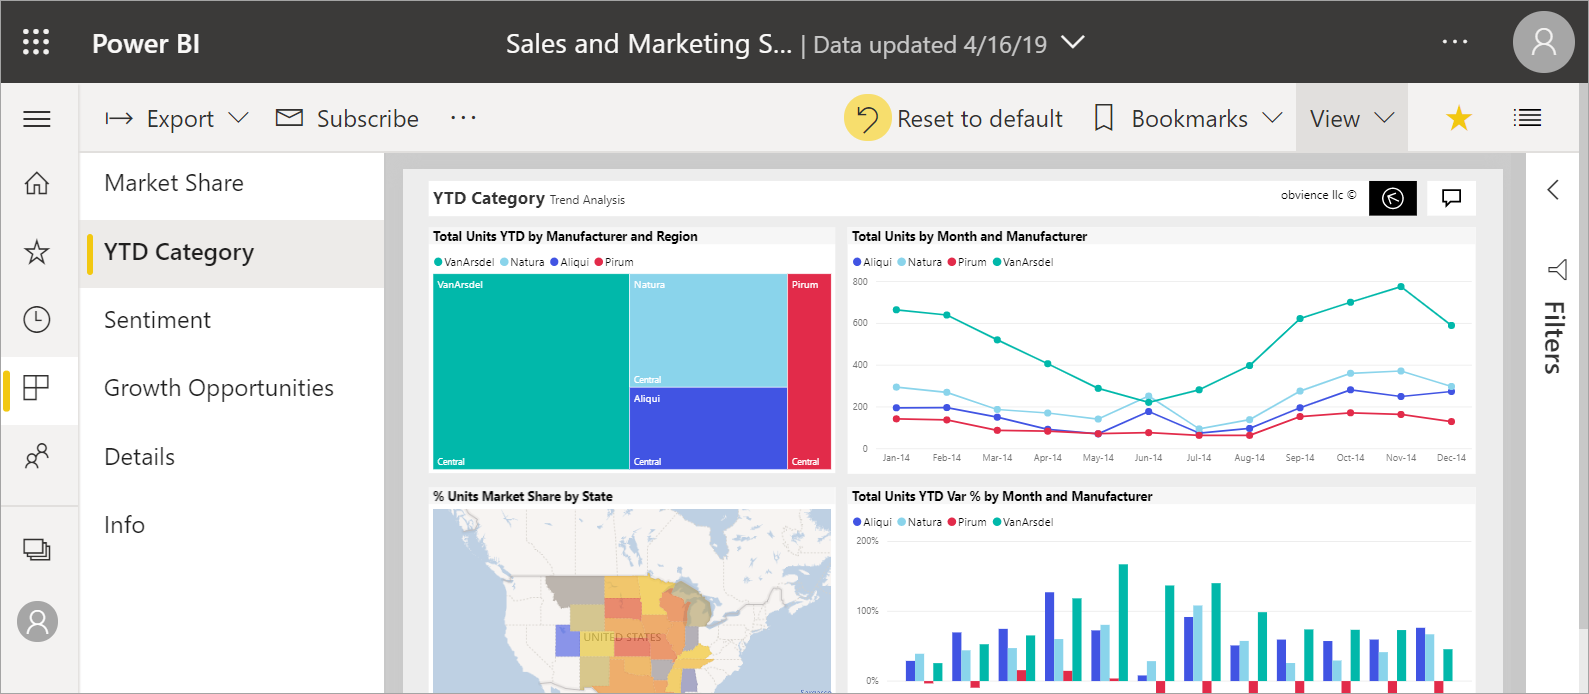 Power BI
Sales and Marketing S... | Data updated 4/16/19
Export
Subscribe
Reset to default
Bookmarks
View
Market Share
YTD Category
Sentiment
Growth Opportunities
Details
Info
YTD Category Trend Analysis
obvience llc ©
Total Units YTD by Manufacturer and Region
VanArsdel Natura Aliqui Pirum
VanArsdel
Central
Natura
Central
Aliqui
Central
Pirum
Central
Total Units by Month and Manufacturer
Aliqui Natura Pirum VanArsdel
800
600
400
200
0
Jan-14 Feb-14 Mar-14 Apr-14 May-14 Jun-14 Jul-14 Aug-14 Sep-14 Oct-14 Nov-14 Dec-14
% Units Market Share by State
UNITED STATES
Total Units YTD Var % by Month and Manufacturer
Aliqui Natura Pirum VanArsdel
200%
100%
0%
Filters